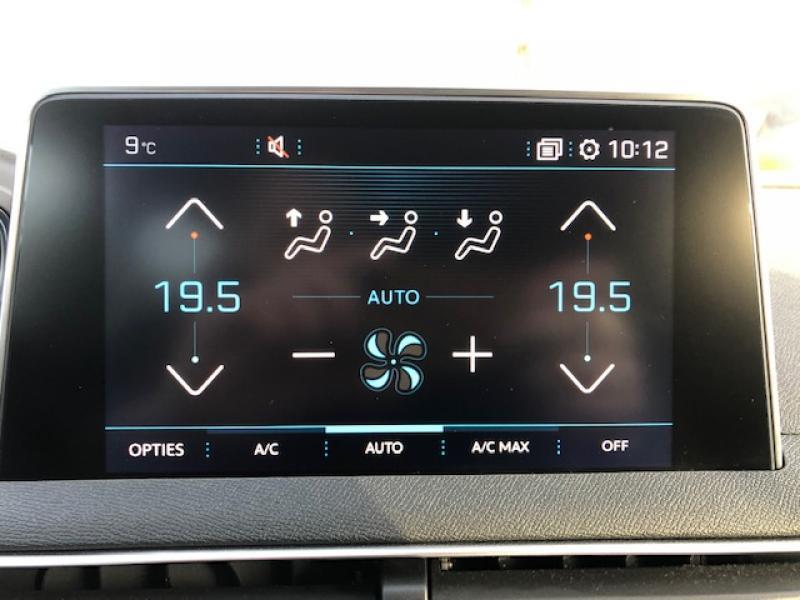 9°C 10:12
19.5 AUTO 19.5
OPTIES A/C AUTO A/C MAX OFF